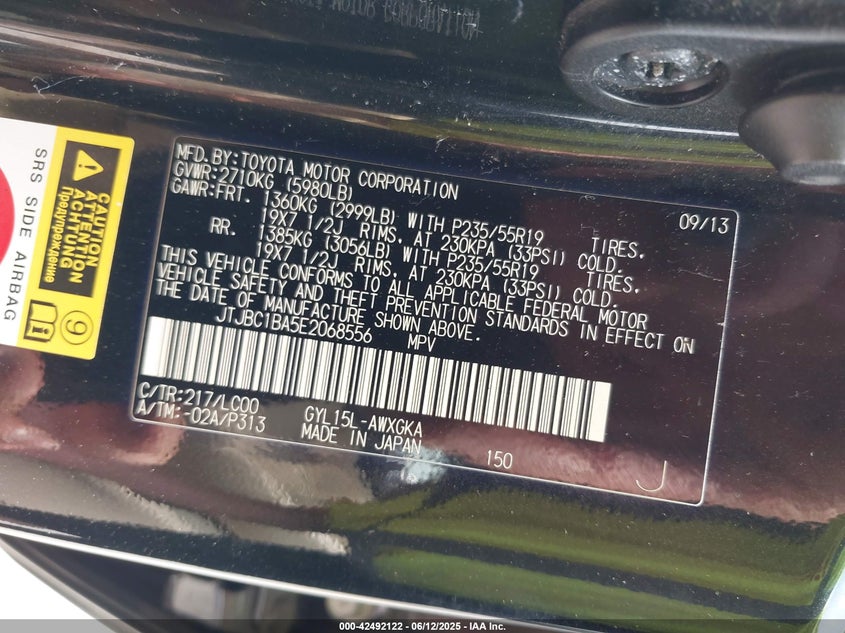 SRS SIDE AIRBAG
CAUTION
ATTENTION
ACHTUNG
Предупреждение
9
MFD.BY:TOYOTA MOTOR CORPORATION 09/13
GVWR:2710KG (5980LB)
GAWR:FRT. 1360KG (2999LB) WITH P235/55R19 TIRES,
19X7 1/2J RIMS, AT 230KPA (33PSI) COLD.
RR. 1385KG (3056LB) WITH P235/55R19 TIRES,
19X7 1/2J RIMS, AT 230KPA (33PSI) COLD.
THIS VEHICLE CONFORMS TO ALL APPLICABLE FEDERAL MOTOR
VEHICLE SAFETY AND THEFT PREVENTION STANDARDS IN EFFECT ON
THE DATE OF MANUFACTURE SHOWN ABOVE.
JTJBC1BA5E2068556 MPV
C/TR:217/LC00 GYL15L-AWXGKA
A/TM:-02A/P313 MADE IN JAPAN 150 J
000-42492122 - 06/12/2025 - IAA Inc.